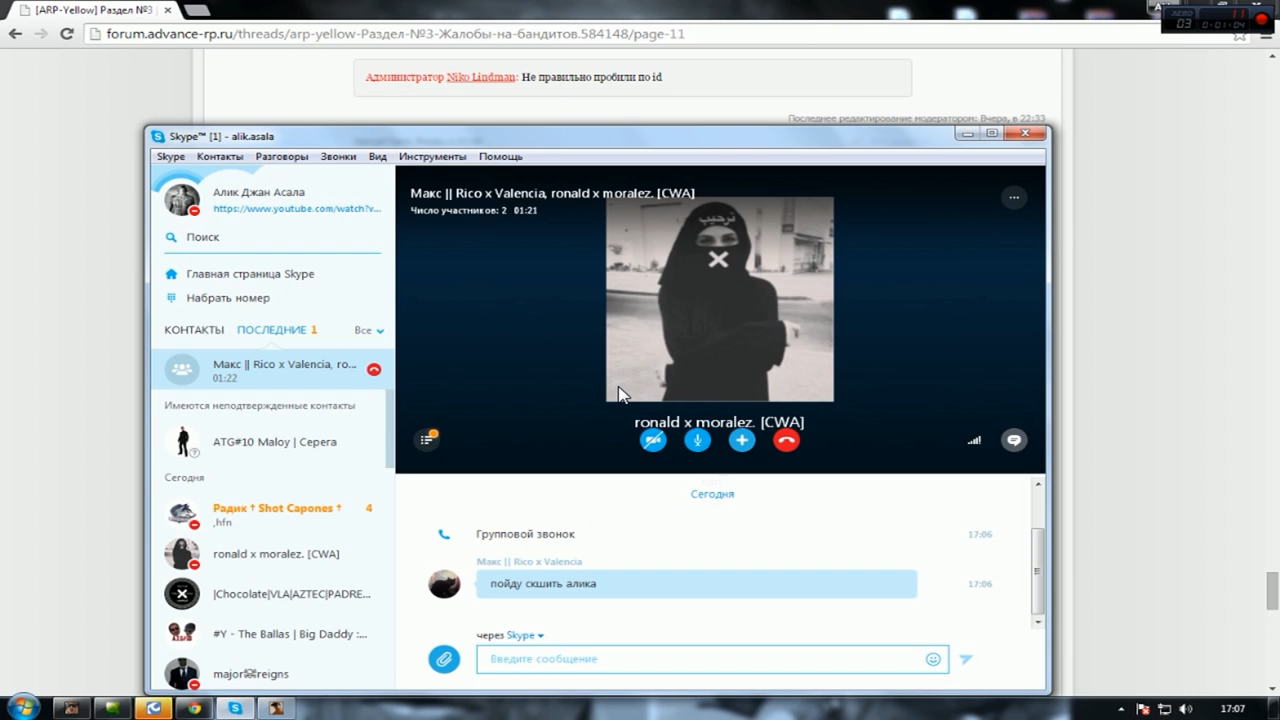 [ARP-Yellow] Раздел №3
forum.advance-rp.ru/threads/arp-yellow-Раздел-№3-Жалобы-на-бандитов.584148/page-11
03
11
0:01:04
Администратор Niko Lindman: Не правильно пробили по id
Последнее редактирование модератором: Вчера, в 22:33
Skype™ [1] - alik.asala
Skype Контакты Разговоры Звонки Вид Инструменты Помощь
Алик Джан Асала
https://www.youtube.com/watch?v...
Поиск
Главная страница Skype
Набрать номер
КОНТАКТЫ ПОСЛЕДНИЕ 1 Все
Макс || Rico x Valencia, ro...
01:22
Имеются неподтвержденные контакты
ATG#10 Maloy | Серега
Сегодня
Радик † Shot Capones † 4
,hfn
ronald x moralez. [CWA]
|Chocolate|VLA|AZTEC|PADRE...
#Y - The Ballas | Big Daddy :...
Макс || Rico x Valencia, ronald x moralez. [CWA]
Число участников: 2 01:21
ترحيب
ronald x moralez. [CWA]
Сегодня
Групповой звонок 17:06
Макс || Rico x Valencia
пойду скшить алика 17:06
через Skype
Введите сообщение
17:07